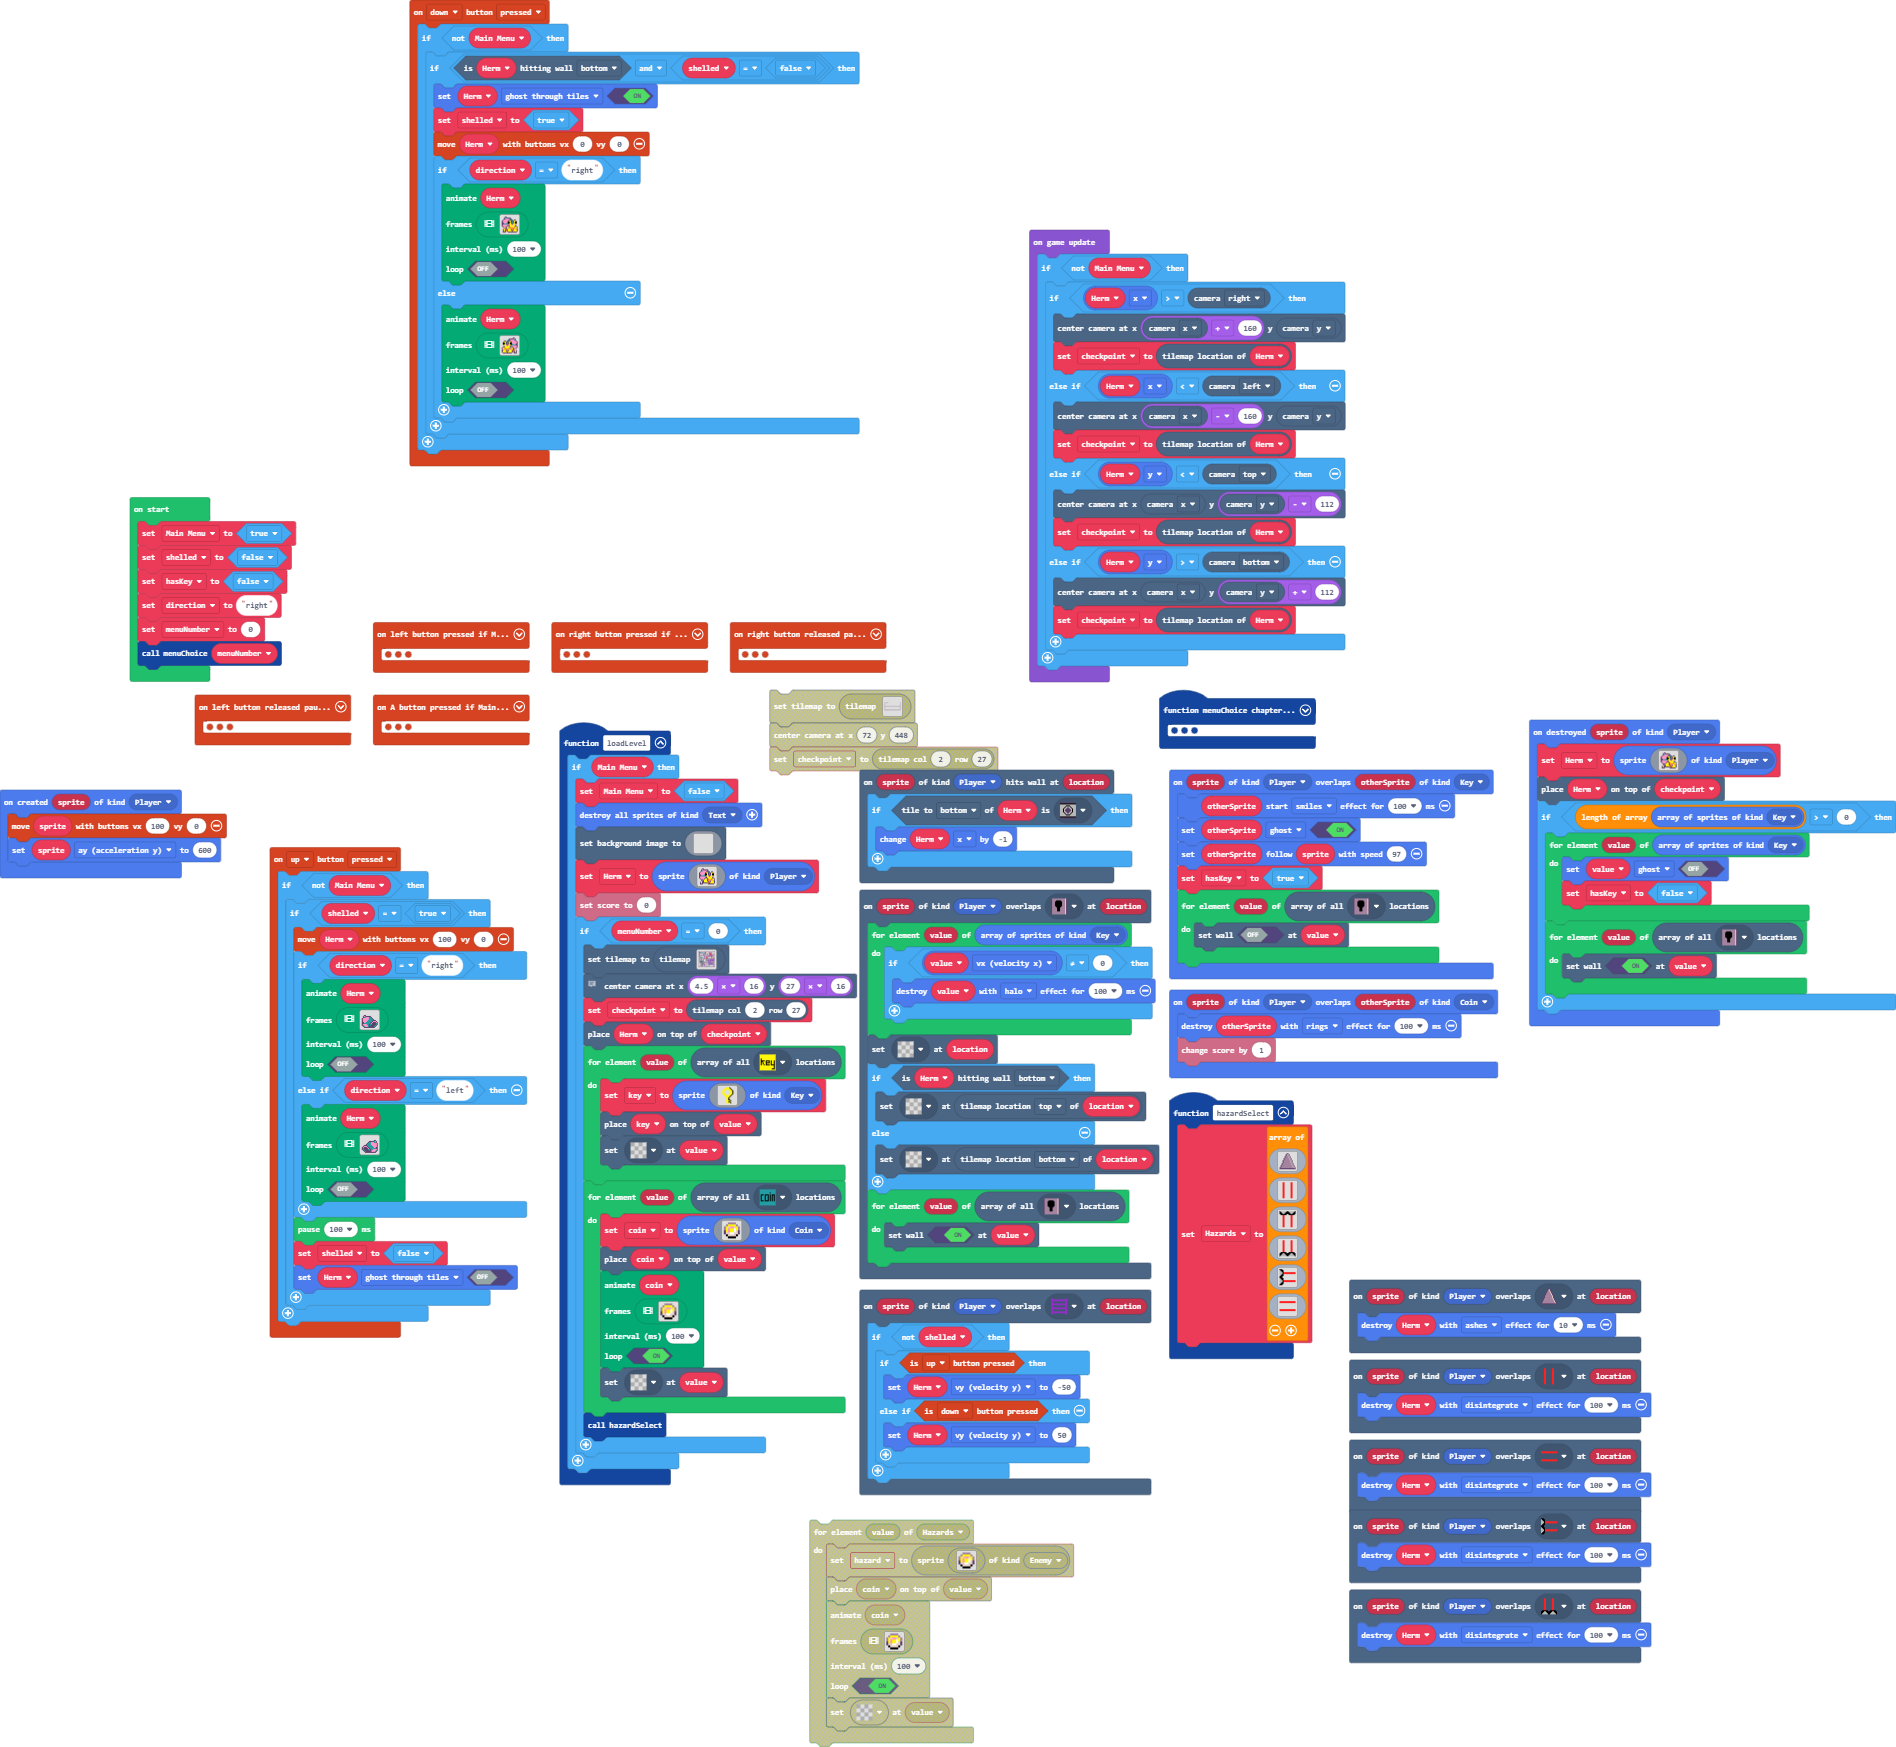 on down button pressed
if not Main Menu then
if is Herm hitting wall bottom and shelled = false then
set Herm ghost through tiles ON
set shelled to true
move Herm with buttons vx 0 vy 0
if direction = "right" then
animate Herm
frames
interval (ms) 100
loop OFF
else
animate Herm
frames
interval (ms) 100
loop OFF
on game update
if not Main Menu then
if Herm x > camera right then
center camera at x camera x + 160 y camera y
set checkpoint to tilemap location of Herm
else if Herm x < camera left then
center camera at x camera x - 160 y camera y
set checkpoint to tilemap location of Herm
else if Herm y < camera top then
center camera at x camera x y camera y - 112
set checkpoint to tilemap location of Herm
else if Herm y > camera bottom then
center camera at x camera x y camera y + 112
set checkpoint to tilemap location of Herm
on start
set Main Menu to true
set shelled to false
set hasKey to false
set direction to "right"
set menuNumber to 0
call menuChoice menuNumber
on left button pressed if M...
on right button pressed if ...
on right button released pa...
on left button released pau...
on A button pressed if Main...
on created sprite of kind Player
move sprite with buttons vx 100 vy 0
set sprite ay (acceleration y) to 600
on up button pressed
if not Main Menu then
if shelled = true then
move Herm with buttons vx 100 vy 0
if direction = "right" then
animate Herm
frames
interval (ms) 100
loop OFF
else if direction = "left" then
animate Herm
frames
interval (ms) 100
loop OFF
pause 100 ms
set shelled to false
set Herm ghost through tiles OFF
function loadLevel
if Main Menu then
set Main Menu to false
destroy all sprites of kind Text
set background image to
set Herm to sprite of kind Player
set score to 0
if menuNumber = 0 then
set tilemap to tilemap
center camera at x 4.5 x 16 y 27 x 16
set checkpoint to tilemap col 2 row 27
place Herm on top of checkpoint
for element value of array of all key locations
do
set key to sprite of kind Key
place key on top of value
set at value
for element value of array of all coin locations
do
set coin to sprite of kind Coin
place coin on top of value
animate coin
frames
interval (ms) 100
loop ON
set at value
call hazardSelect
set tilemap to tilemap
center camera at x 72 y 448
set checkpoint to tilemap col 2 row 27
on sprite of kind Player hits wall at location
if tile to bottom of Herm is then
change Herm x by -1
on sprite of kind Player overlaps at location
for element value of array of sprites of kind Key
do
if value vx (velocity x) ≠ 0 then
destroy value with halo effect for 100 ms
set at location
if is Herm hitting wall bottom then
set at tilemap location top of location
else
set at tilemap location bottom of location
for element value of array of all locations
do
set wall ON at value
on sprite of kind Player overlaps at location
if not shelled then
if is up button pressed then
set Herm vy (velocity y) to -50
else if is down button pressed then
set Herm vy (velocity y) to 50
for element value of Hazards
do
set hazard to sprite of kind Enemy
place coin on top of value
animate coin
frames
interval (ms) 100
loop ON
set at value
function menuChoice chapter...
on sprite of kind Player overlaps otherSprite of kind Key
otherSprite start smiles effect for 100 ms
set otherSprite ghost ON
set otherSprite follow sprite with speed 97
set hasKey to true
for element value of array of all locations
do
set wall OFF at value
on sprite of kind Player overlaps otherSprite of kind Coin
destroy otherSprite with rings effect for 100 ms
change score by 1
function hazardSelect
set Hazards to array of
on destroyed sprite of kind Player
set Herm to sprite of kind Player
place Herm on top of checkpoint
if length of array array of sprites of kind Key > 0 then
for element value of array of sprites of kind Key
do
set value ghost OFF
set hasKey to false
for element value of array of all locations
do
set wall ON at value
on sprite of kind Player overlaps at location
destroy Herm with ashes effect for 10 ms
on sprite of kind Player overlaps at location
destroy Herm with disintegrate effect for 100 ms
on sprite of kind Player overlaps at location
destroy Herm with disintegrate effect for 100 ms
on sprite of kind Player overlaps at location
destroy Herm with disintegrate effect for 100 ms
on sprite of kind Player overlaps at location
destroy Herm with disintegrate effect for 100 ms